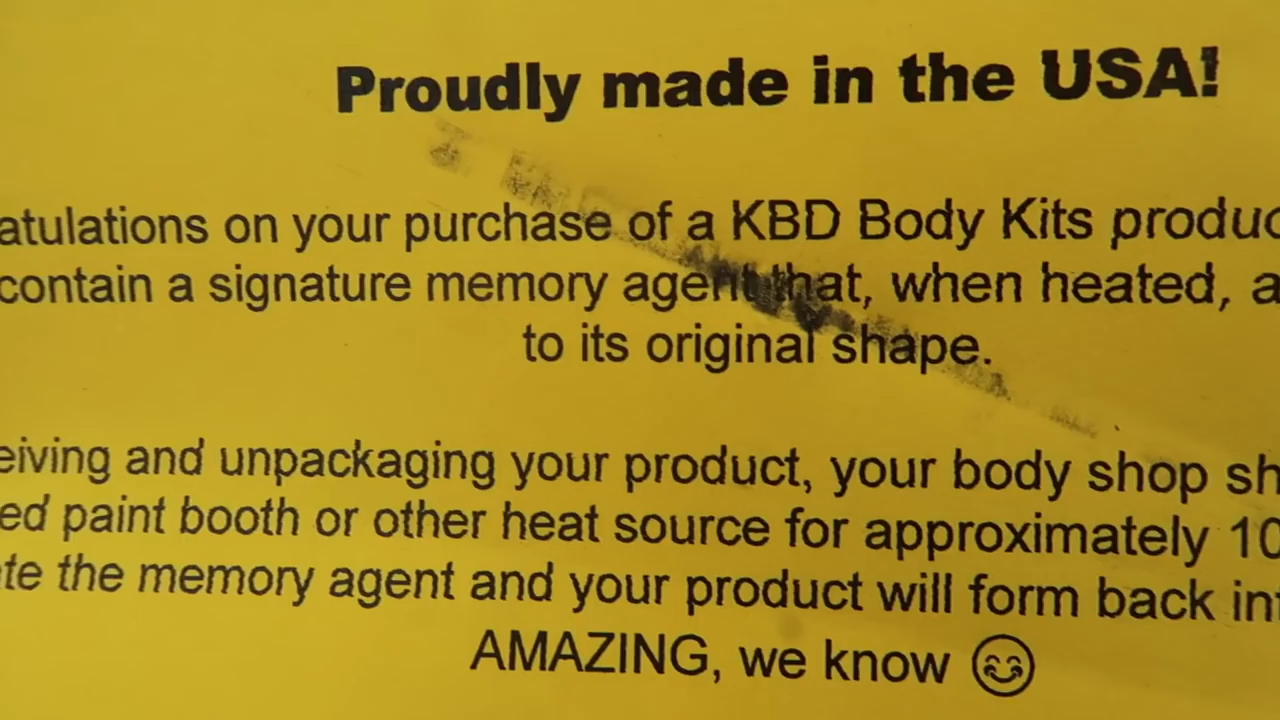 Proudly made in the USA!
atulations on your purchase of a KBD Body Kits produc
contain a signature memory agent that, when heated, a
to its original shape.
eiving and unpackaging your product, your body shop sh
ed paint booth or other heat source for approximately 10
te the memory agent and your product will form back int
AMAZING, we know 😊